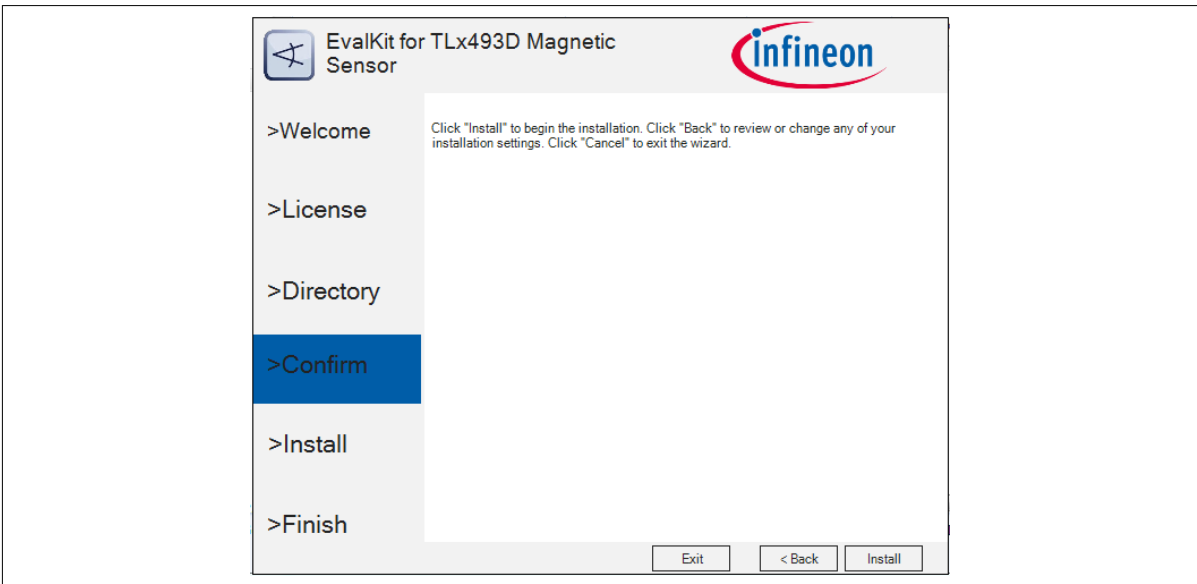 EvalKit for TLx493D Magnetic
Sensor
infineon
>Welcome
Click "Install" to begin the installation. Click "Back" to review or change any of your
installation settings. Click "Cancel" to exit the wizard.
>License
>Directory
>Confirm
>Install
>Finish
Exit
< Back
Install